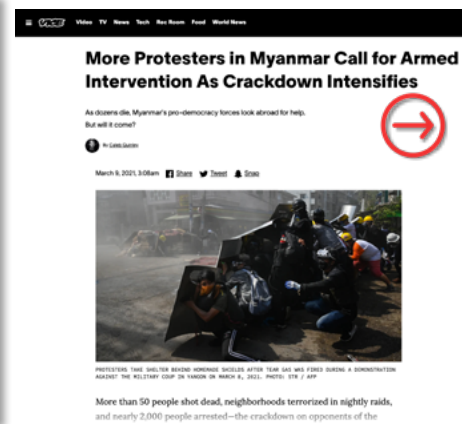 VICE Video TV News Tech Rec Room Food World News
More Protesters in Myanmar Call for Armed
Intervention As Crackdown Intensifies
As dozens die, Myanmar's pro-democracy forces look abroad for help.
But will it come?
By Caleb Quinley
March 9, 2021, 3:08am Share Tweet Snap
PROTESTERS TAKE SHELTER BEHIND HOMEMADE SHIELDS AFTER TEAR GAS WAS FIRED DURING A DEMONSTRATION
AGAINST THE MILITARY COUP IN YANGON ON MARCH 8, 2021. PHOTO: STR / AFP
More than 50 people shot dead, neighborhoods terrorized in nightly raids,
and nearly 2,000 people arrested—the crackdown on opponents of the